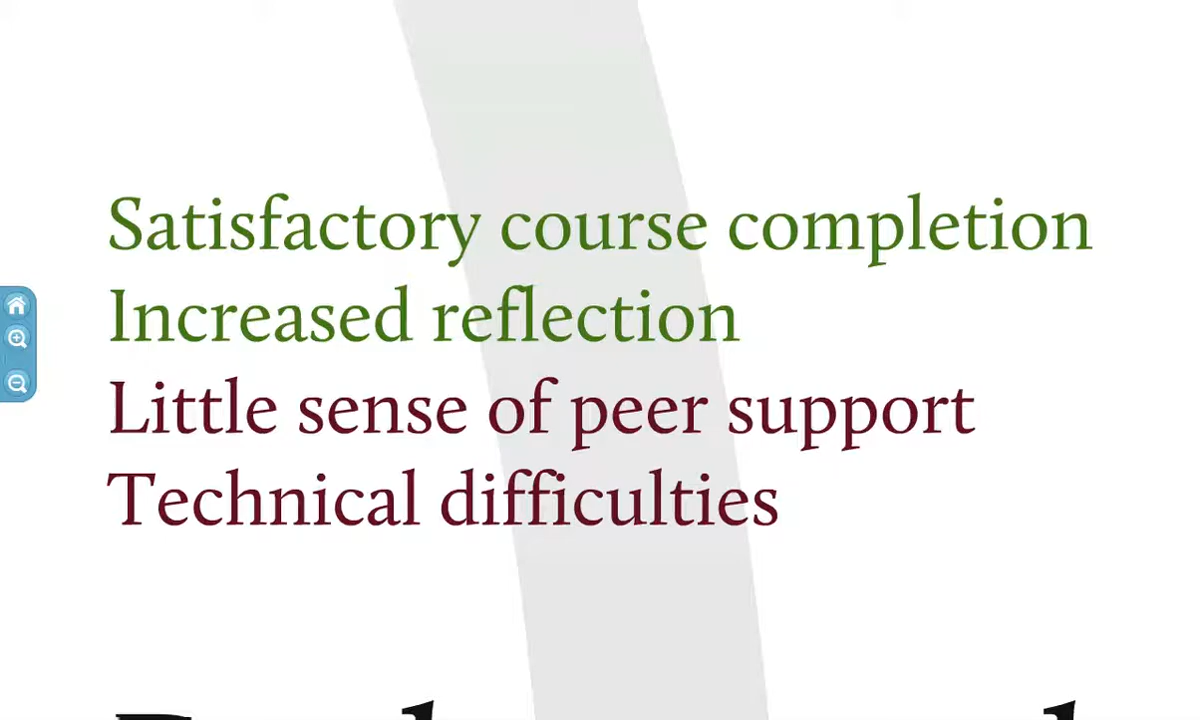 Satisfactory course completion
Increased reflection
Little sense of peer support
Technical difficulties